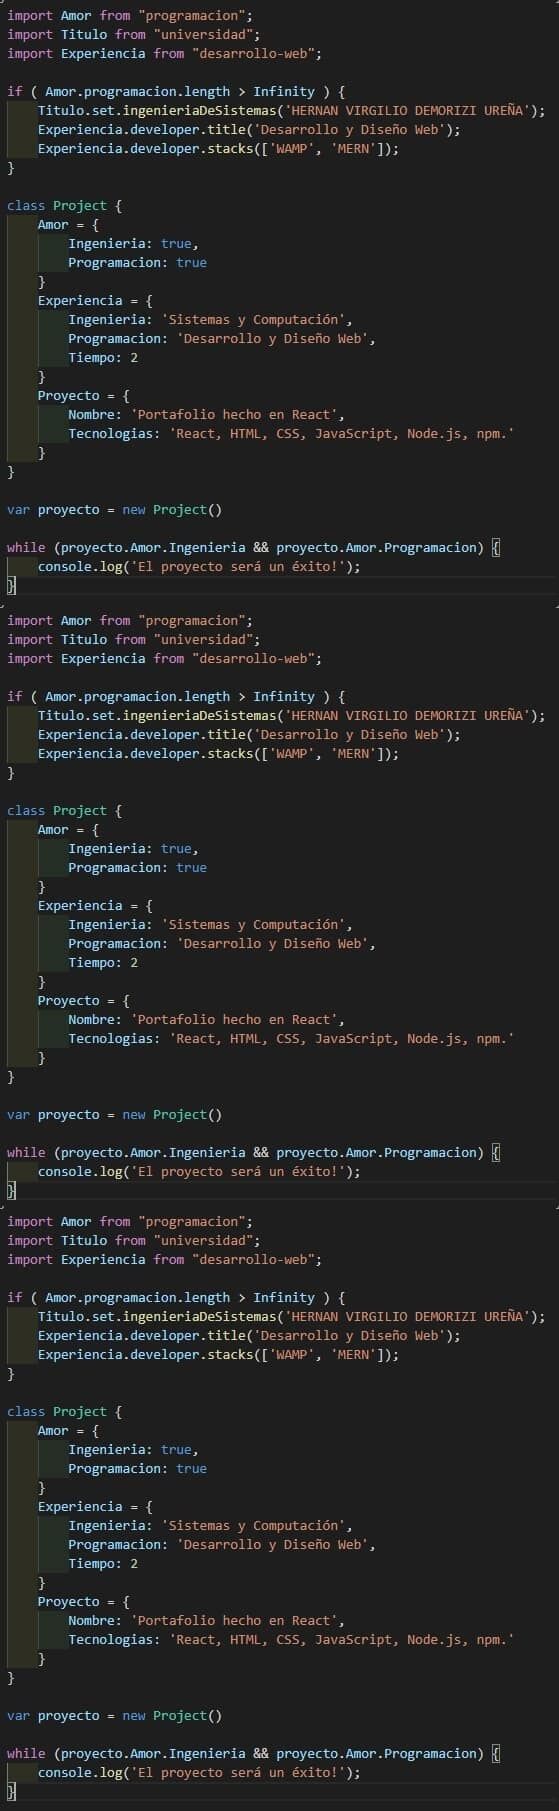 import Amor from "programacion";
import Titulo from "universidad";
import Experiencia from "desarrollo-web";
if ( Amor.programacion.length > Infinity ) {
Titulo.set.ingenieriaDeSistemas('HERNAN VIRGILIO DEMORIZI UREÑA');
Experiencia.developer.title('Desarrollo y Diseño Web');
Experiencia.developer.stacks(['WAMP', 'MERN']);
}
class Project {
Amor = {
Ingenieria: true,
Programacion: true
}
Experiencia = {
Ingenieria: 'Sistemas y Computación',
Programacion: 'Desarrollo y Diseño Web',
Tiempo: 2
}
Proyecto = {
Nombre: 'Portafolio hecho en React',
Tecnologias: 'React, HTML, CSS, JavaScript, Node.js, npm.'
}
}
var proyecto = new Project()
while (proyecto.Amor.Ingenieria && proyecto.Amor.Programacion) {
console.log('El proyecto será un éxito!');
}
import Amor from "programacion";
import Titulo from "universidad";
import Experiencia from "desarrollo-web";
if ( Amor.programacion.length > Infinity ) {
Titulo.set.ingenieriaDeSistemas('HERNAN VIRGILIO DEMORIZI UREÑA');
Experiencia.developer.title('Desarrollo y Diseño Web');
Experiencia.developer.stacks(['WAMP', 'MERN']);
}
class Project {
Amor = {
Ingenieria: true,
Programacion: true
}
Experiencia = {
Ingenieria: 'Sistemas y Computación',
Programacion: 'Desarrollo y Diseño Web',
Tiempo: 2
}
Proyecto = {
Nombre: 'Portafolio hecho en React',
Tecnologias: 'React, HTML, CSS, JavaScript, Node.js, npm.'
}
}
var proyecto = new Project()
while (proyecto.Amor.Ingenieria && proyecto.Amor.Programacion) {
console.log('El proyecto será un éxito!');
}
import Amor from "programacion";
import Titulo from "universidad";
import Experiencia from "desarrollo-web";
if ( Amor.programacion.length > Infinity ) {
Titulo.set.ingenieriaDeSistemas('HERNAN VIRGILIO DEMORIZI UREÑA');
Experiencia.developer.title('Desarrollo y Diseño Web');
Experiencia.developer.stacks(['WAMP', 'MERN']);
}
class Project {
Amor = {
Ingenieria: true,
Programacion: true
}
Experiencia = {
Ingenieria: 'Sistemas y Computación',
Programacion: 'Desarrollo y Diseño Web',
Tiempo: 2
}
Proyecto = {
Nombre: 'Portafolio hecho en React',
Tecnologias: 'React, HTML, CSS, JavaScript, Node.js, npm.'
}
}
var proyecto = new Project()
while (proyecto.Amor.Ingenieria && proyecto.Amor.Programacion) {
console.log('El proyecto será un éxito!');
}